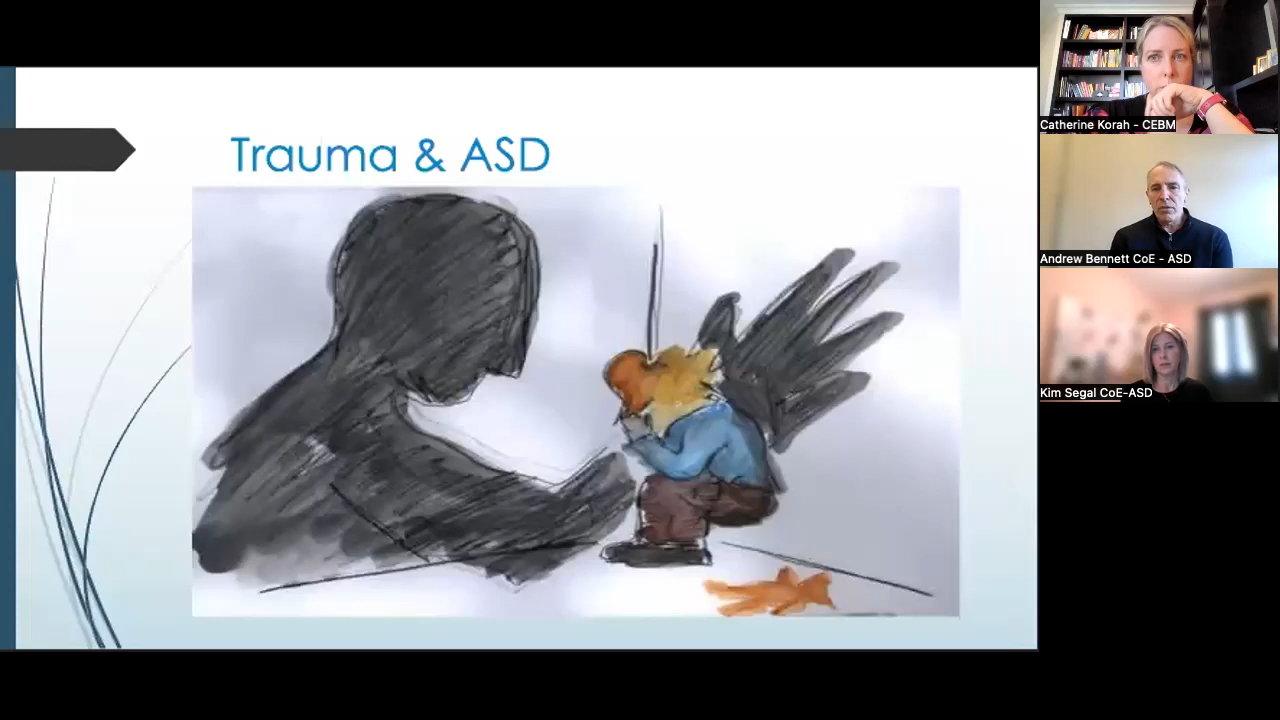 Trauma & ASD
Catherine Korah - CEBM
Andrew Bennett CoE - ASD
Kim Segal CoE-ASD